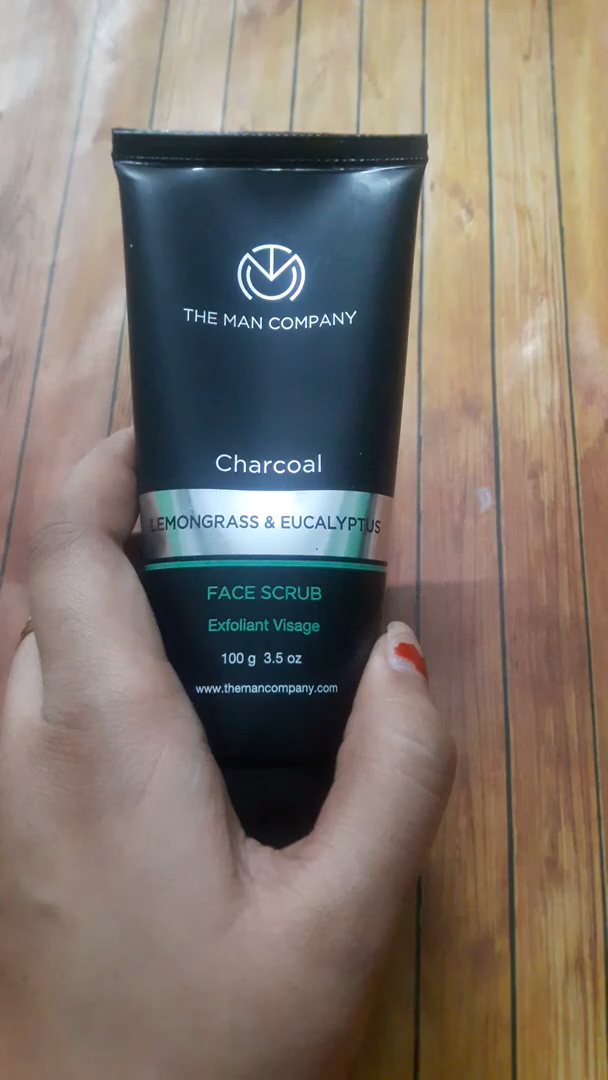 THE MAN COMPANY
Charcoal
LEMONGRASS & EUCALYPTUS
FACE SCRUB
Exfoliant Visage
100 g 3.5 oz
www.themancompany.com